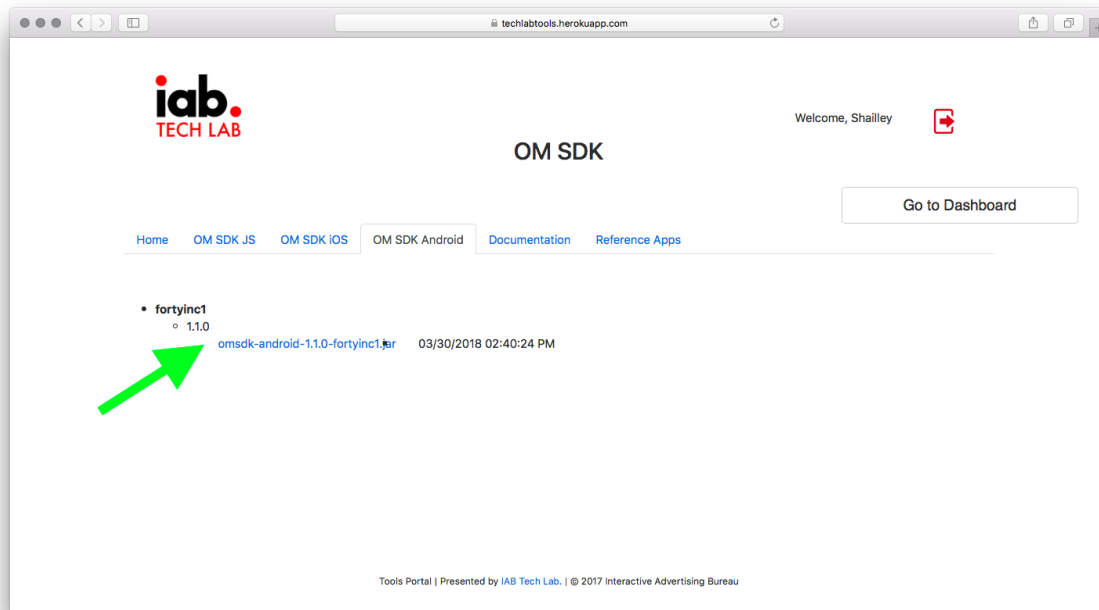 techlabtools.herokuapp.com
iab.
TECH LAB
Welcome, Shailley
OM SDK
Go to Dashboard
Home OM SDK JS OM SDK iOS OM SDK Android Documentation Reference Apps
fortyinc1
1.1.0
omsdk-android-1.1.0-fortyinc1.jar 03/30/2018 02:40:24 PM
Tools Portal | Presented by IAB Tech Lab. | © 2017 Interactive Advertising Bureau